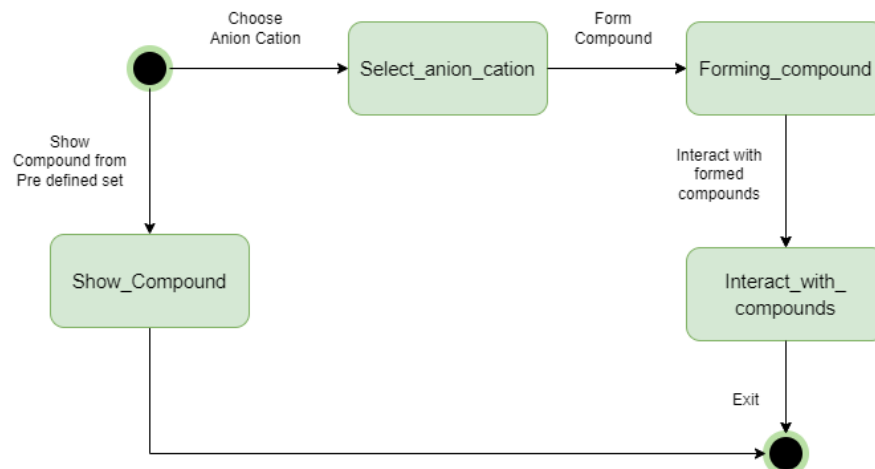 Choose
Anion Cation
Form
Compound
Select_anion_cation
Forming_compound
Show
Compound from
Pre defined set
Interact with
formed
compounds
Show_Compound
Interact_with_
compounds
Exit